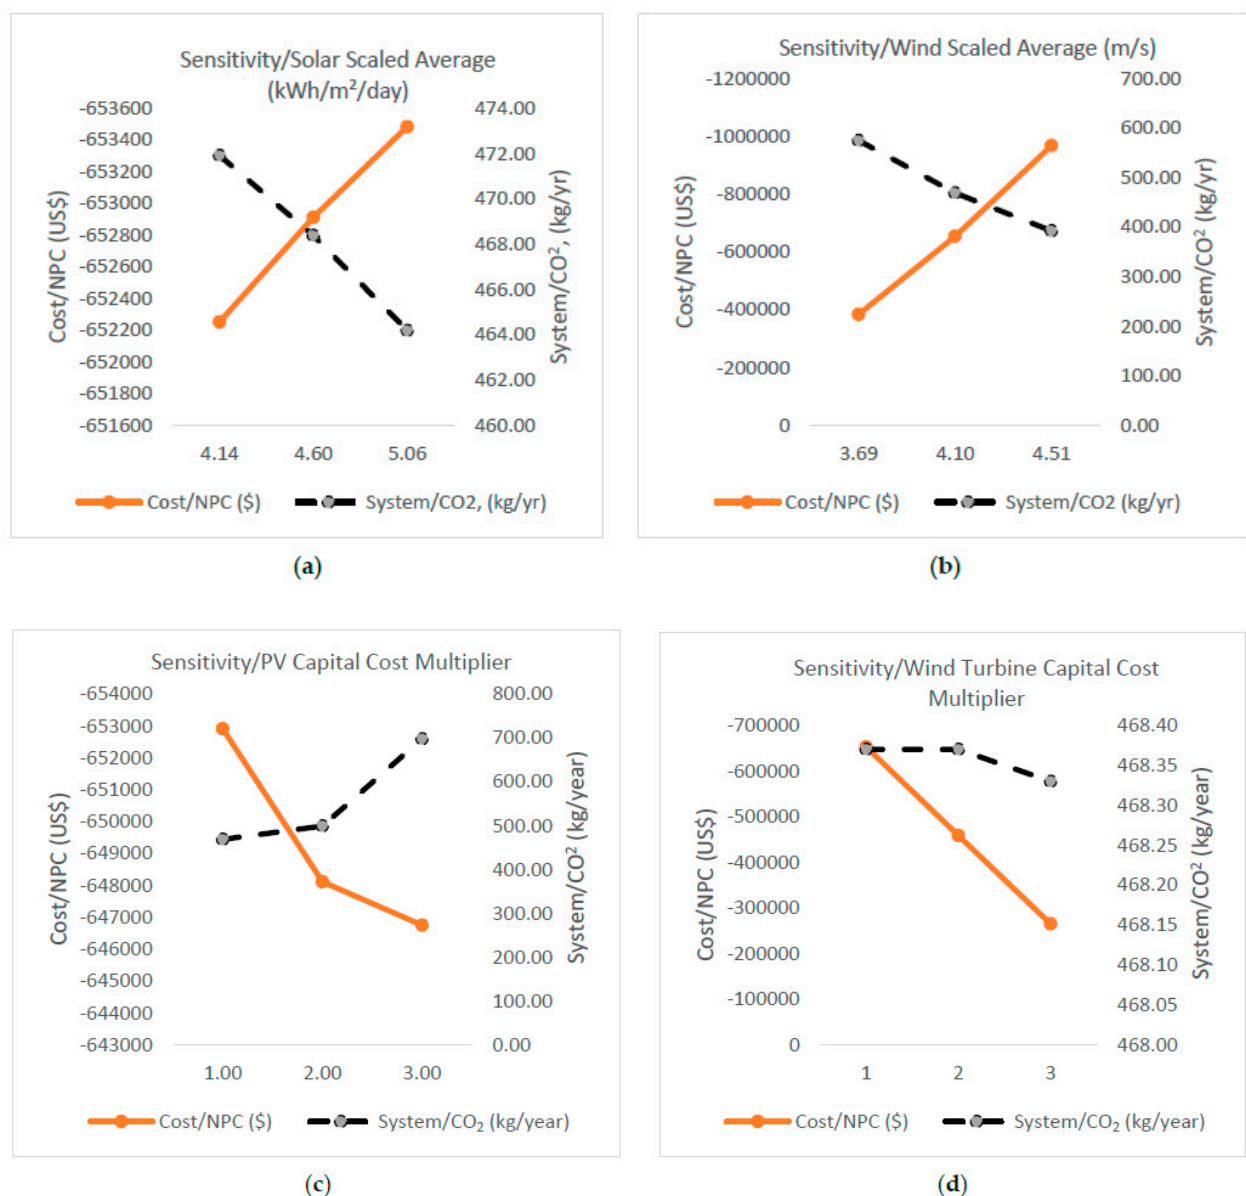 Sensitivity/Solar Scaled Average
(kWh/m²/day)
-653600
-653400
-653200
-653000
-652800
-652600
-652400
-652200
-652000
-651800
-651600
Cost/NPC (US$)
474.00
472.00
470.00
468.00
466.00
464.00
462.00
460.00
System/CO², (kg/yr)
4.14 4.60 5.06
Cost/NPC ($) System/CO2, (kg/yr)
(a)
Sensitivity/Wind Scaled Average (m/s)
-1200000
-1000000
-800000
-600000
-400000
-200000
0
Cost/NPC (US$)
700.00
600.00
500.00
400.00
300.00
200.00
100.00
0.00
System/CO² (kg/yr)
3.69 4.10 4.51
Cost/NPC ($) System/CO2 (kg/yr)
(b)
Sensitivity/PV Capital Cost Multiplier
-654000
-653000
-652000
-651000
-650000
-649000
-648000
-647000
-646000
-645000
-644000
-643000
Cost/NPC (US$)
800.00
700.00
600.00
500.00
400.00
300.00
200.00
100.00
0.00
System/CO² (kg/year)
1.00 2.00 3.00
Cost/NPC ($) System/CO₂ (kg/year)
(c)
Sensitivity/Wind Turbine Capital Cost
Multiplier
-700000
-600000
-500000
-400000
-300000
-200000
-100000
0
Cost/NPC (US$)
468.40
468.35
468.30
468.25
468.20
468.15
468.10
468.05
468.00
System/CO² (kg/year)
1 2 3
Cost/NPC ($) System/CO₂ (kg/year)
(d)